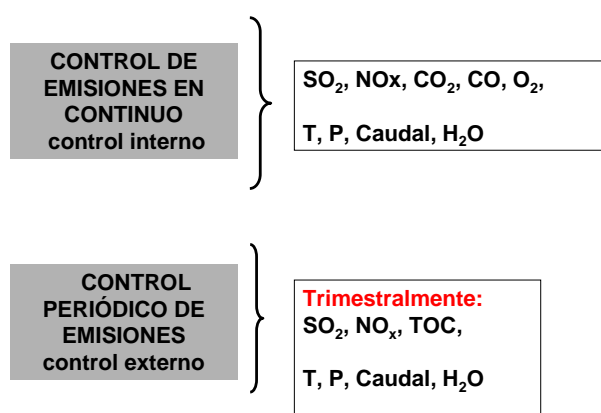 CONTROL DE
EMISIONES EN
CONTINUO
control interno
SO₂, NOx, CO₂, CO, O₂,
T, P, Caudal, H₂O
CONTROL
PERIÓDICO DE
EMISIONES
control externo
Trimestralmente:
SO₂, NOₓ, TOC,
T, P, Caudal, H₂O